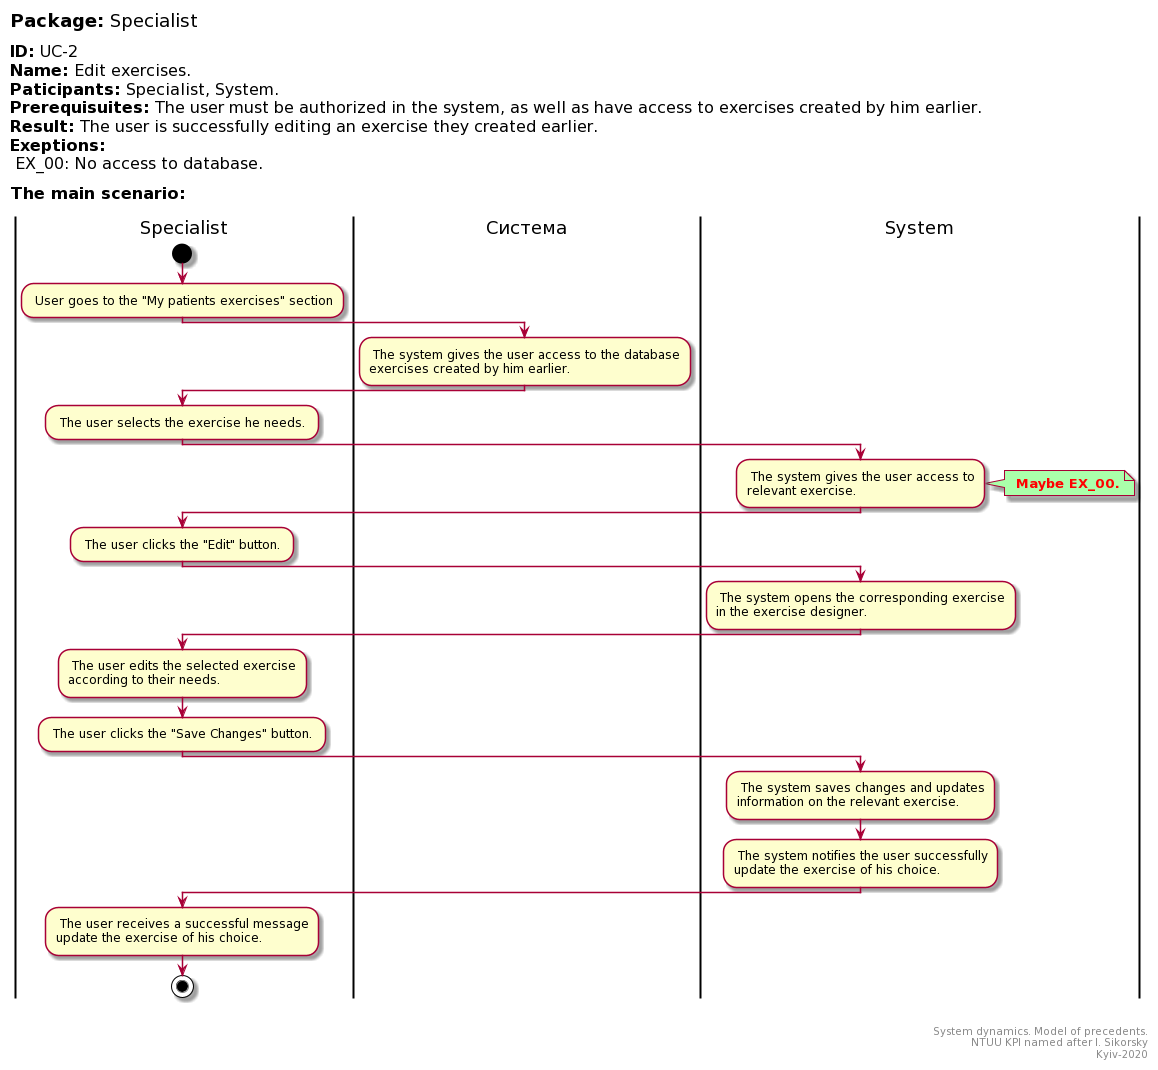 Package: Specialist
ID: UC-2
Name: Edit exercises.
Paticipants: Specialist, System.
Prerequisuites: The user must be authorized in the system, as well as have access to exercises created by him earlier.
Result: The user is successfully editing an exercise they created earlier.
Exeptions:
EX_00: No access to database.
The main scenario:
Specialist
Система
System
User goes to the "My patients exercises" section
The system gives the user access to the database
exercises created by him earlier.
The user selects the exercise he needs.
The system gives the user access to
relevant exercise.
Maybe EX_00.
The user clicks the "Edit" button.
The system opens the corresponding exercise
in the exercise designer.
The user edits the selected exercise
according to their needs.
The user clicks the "Save Changes" button.
The system saves changes and updates
information on the relevant exercise.
The system notifies the user successfully
update the exercise of his choice.
The user receives a successful message
update the exercise of his choice.
System dynamics. Model of precedents.
NTUU KPI named after I. Sikorsky
Kyiv-2020